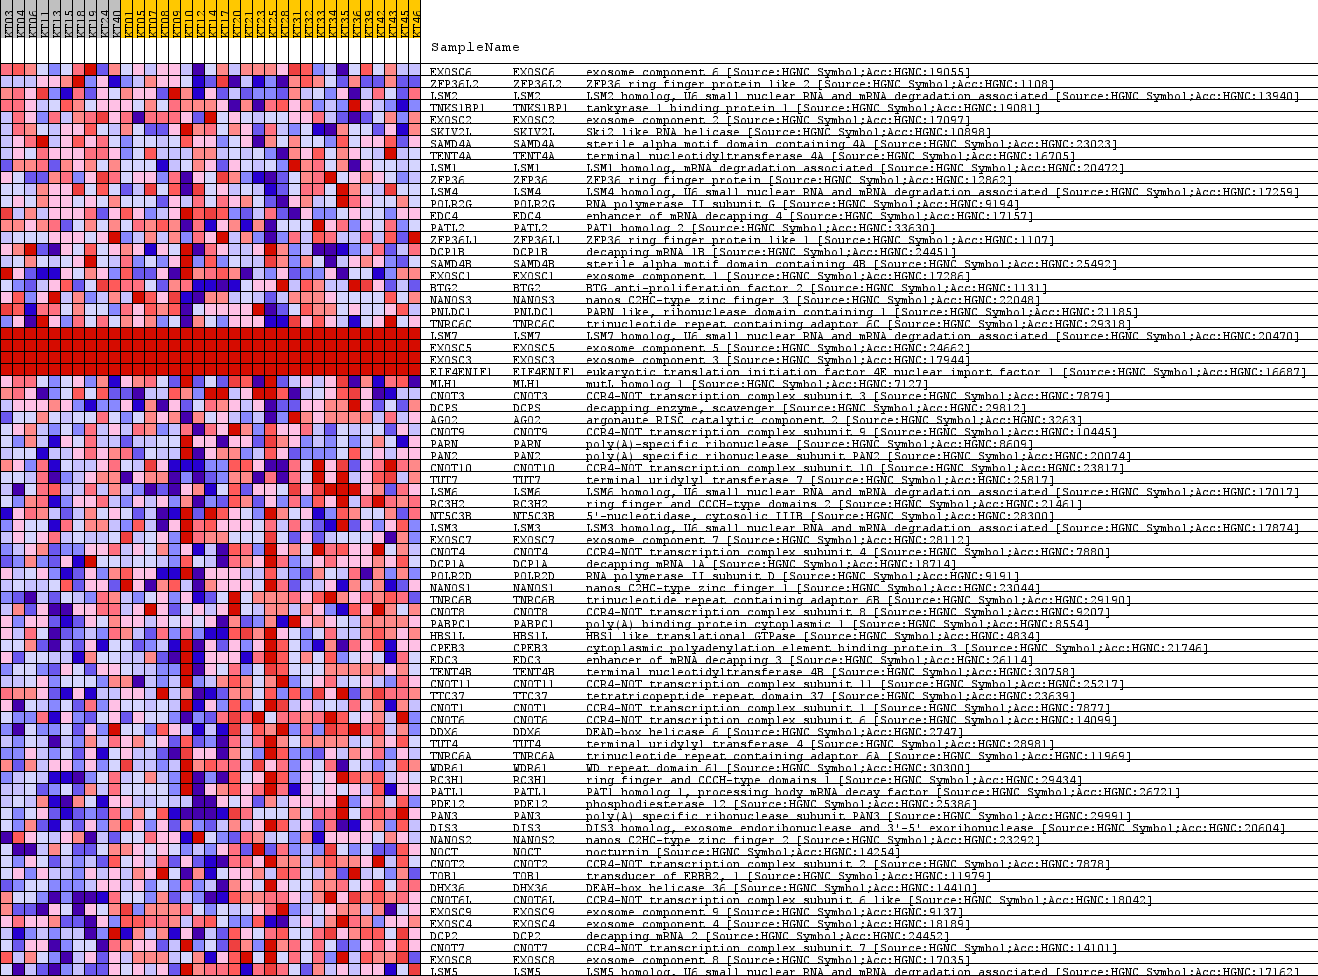 KT03 KT04 KT06 KT11 KT13 KT15 KT18 KT19 KT24 KT40 KT01 KT05 KT07 KT08 KT09 KT10 KT12 KT14 KT17 KT20 KT21 KT23 KT25 KT28 KT31 KT32 KT33 KT34 KT35 KT36 KT39 KT42 KT43 KT45 KT46
SampleName
EXOSC6 EXOSC6 exosome component 6 [Source:HGNC Symbol;Acc:HGNC:19055]
ZFP36L2 ZFP36L2 ZFP36 ring finger protein like 2 [Source:HGNC Symbol;Acc:HGNC:1108]
LSM2 LSM2 LSM2 homolog, U6 small nuclear RNA and mRNA degradation associated [Source:HGNC Symbol;Acc:HGNC:13940]
TNKS1BP1 TNKS1BP1 tankyrase 1 binding protein 1 [Source:HGNC Symbol;Acc:HGNC:19081]
EXOSC2 EXOSC2 exosome component 2 [Source:HGNC Symbol;Acc:HGNC:17097]
SKIV2L SKIV2L Ski2 like RNA helicase [Source:HGNC Symbol;Acc:HGNC:10898]
SAMD4A SAMD4A sterile alpha motif domain containing 4A [Source:HGNC Symbol;Acc:HGNC:23023]
TENT4A TENT4A terminal nucleotidyltransferase 4A [Source:HGNC Symbol;Acc:HGNC:16705]
LSM1 LSM1 LSM1 homolog, mRNA degradation associated [Source:HGNC Symbol;Acc:HGNC:20472]
ZFP36 ZFP36 ZFP36 ring finger protein [Source:HGNC Symbol;Acc:HGNC:12862]
LSM4 LSM4 LSM4 homolog, U6 small nuclear RNA and mRNA degradation associated [Source:HGNC Symbol;Acc:HGNC:17259]
POLR2G POLR2G RNA polymerase II subunit G [Source:HGNC Symbol;Acc:HGNC:9194]
EDC4 EDC4 enhancer of mRNA decapping 4 [Source:HGNC Symbol;Acc:HGNC:17157]
PATL2 PATL2 PAT1 homolog 2 [Source:HGNC Symbol;Acc:HGNC:33630]
ZFP36L1 ZFP36L1 ZFP36 ring finger protein like 1 [Source:HGNC Symbol;Acc:HGNC:1107]
DCP1B DCP1B decapping mRNA 1B [Source:HGNC Symbol;Acc:HGNC:24451]
SAMD4B SAMD4B sterile alpha motif domain containing 4B [Source:HGNC Symbol;Acc:HGNC:25492]
EXOSC1 EXOSC1 exosome component 1 [Source:HGNC Symbol;Acc:HGNC:17286]
BTG2 BTG2 BTG anti-proliferation factor 2 [Source:HGNC Symbol;Acc:HGNC:1131]
NANOS3 NANOS3 nanos C2HC-type zinc finger 3 [Source:HGNC Symbol;Acc:HGNC:22048]
PNLDC1 PNLDC1 PARN like, ribonuclease domain containing 1 [Source:HGNC Symbol;Acc:HGNC:21185]
TNRC6C TNRC6C trinucleotide repeat containing adaptor 6C [Source:HGNC Symbol;Acc:HGNC:29318]
LSM7 LSM7 LSM7 homolog, U6 small nuclear RNA and mRNA degradation associated [Source:HGNC Symbol;Acc:HGNC:20470]
EXOSC5 EXOSC5 exosome component 5 [Source:HGNC Symbol;Acc:HGNC:24662]
EXOSC3 EXOSC3 exosome component 3 [Source:HGNC Symbol;Acc:HGNC:17944]
EIF4ENIF1 EIF4ENIF1 eukaryotic translation initiation factor 4E nuclear import factor 1 [Source:HGNC Symbol;Acc:HGNC:16687]
MLH1 MLH1 mutL homolog 1 [Source:HGNC Symbol;Acc:HGNC:7127]
CNOT3 CNOT3 CCR4-NOT transcription complex subunit 3 [Source:HGNC Symbol;Acc:HGNC:7879]
DCPS DCPS decapping enzyme, scavenger [Source:HGNC Symbol;Acc:HGNC:29812]
AGO2 AGO2 argonaute RISC catalytic component 2 [Source:HGNC Symbol;Acc:HGNC:3263]
CNOT9 CNOT9 CCR4-NOT transcription complex subunit 9 [Source:HGNC Symbol;Acc:HGNC:10445]
PARN PARN poly(A)-specific ribonuclease [Source:HGNC Symbol;Acc:HGNC:8609]
PAN2 PAN2 poly(A) specific ribonuclease subunit PAN2 [Source:HGNC Symbol;Acc:HGNC:20074]
CNOT10 CNOT10 CCR4-NOT transcription complex subunit 10 [Source:HGNC Symbol;Acc:HGNC:23817]
TUT7 TUT7 terminal uridylyl transferase 7 [Source:HGNC Symbol;Acc:HGNC:25817]
LSM6 LSM6 LSM6 homolog, U6 small nuclear RNA and mRNA degradation associated [Source:HGNC Symbol;Acc:HGNC:17017]
RC3H2 RC3H2 ring finger and CCCH-type domains 2 [Source:HGNC Symbol;Acc:HGNC:21461]
NT5C3B NT5C3B 5'-nucleotidase, cytosolic IIIB [Source:HGNC Symbol;Acc:HGNC:28300]
LSM3 LSM3 LSM3 homolog, U6 small nuclear RNA and mRNA degradation associated [Source:HGNC Symbol;Acc:HGNC:17874]
EXOSC7 EXOSC7 exosome component 7 [Source:HGNC Symbol;Acc:HGNC:28112]
CNOT4 CNOT4 CCR4-NOT transcription complex subunit 4 [Source:HGNC Symbol;Acc:HGNC:7880]
DCP1A DCP1A decapping mRNA 1A [Source:HGNC Symbol;Acc:HGNC:18714]
POLR2D POLR2D RNA polymerase II subunit D [Source:HGNC Symbol;Acc:HGNC:9191]
NANOS1 NANOS1 nanos C2HC-type zinc finger 1 [Source:HGNC Symbol;Acc:HGNC:23044]
TNRC6B TNRC6B trinucleotide repeat containing adaptor 6B [Source:HGNC Symbol;Acc:HGNC:29190]
CNOT8 CNOT8 CCR4-NOT transcription complex subunit 8 [Source:HGNC Symbol;Acc:HGNC:9207]
PABPC1 PABPC1 poly(A) binding protein cytoplasmic 1 [Source:HGNC Symbol;Acc:HGNC:8554]
HBS1L HBS1L HBS1 like translational GTPase [Source:HGNC Symbol;Acc:HGNC:4834]
CPEB3 CPEB3 cytoplasmic polyadenylation element binding protein 3 [Source:HGNC Symbol;Acc:HGNC:21746]
EDC3 EDC3 enhancer of mRNA decapping 3 [Source:HGNC Symbol;Acc:HGNC:26114]
TENT4B TENT4B terminal nucleotidyltransferase 4B [Source:HGNC Symbol;Acc:HGNC:30758]
CNOT11 CNOT11 CCR4-NOT transcription complex subunit 11 [Source:HGNC Symbol;Acc:HGNC:25217]
TTC37 TTC37 tetratricopeptide repeat domain 37 [Source:HGNC Symbol;Acc:HGNC:23639]
CNOT1 CNOT1 CCR4-NOT transcription complex subunit 1 [Source:HGNC Symbol;Acc:HGNC:7877]
CNOT6 CNOT6 CCR4-NOT transcription complex subunit 6 [Source:HGNC Symbol;Acc:HGNC:14099]
DDX6 DDX6 DEAD-box helicase 6 [Source:HGNC Symbol;Acc:HGNC:2747]
TUT4 TUT4 terminal uridylyl transferase 4 [Source:HGNC Symbol;Acc:HGNC:28981]
TNRC6A TNRC6A trinucleotide repeat containing adaptor 6A [Source:HGNC Symbol;Acc:HGNC:11969]
WDR61 WDR61 WD repeat domain 61 [Source:HGNC Symbol;Acc:HGNC:30300]
RC3H1 RC3H1 ring finger and CCCH-type domains 1 [Source:HGNC Symbol;Acc:HGNC:29434]
PATL1 PATL1 PAT1 homolog 1, processing body mRNA decay factor [Source:HGNC Symbol;Acc:HGNC:26721]
PDE12 PDE12 phosphodiesterase 12 [Source:HGNC Symbol;Acc:HGNC:25386]
PAN3 PAN3 poly(A) specific ribonuclease subunit PAN3 [Source:HGNC Symbol;Acc:HGNC:29991]
DIS3 DIS3 DIS3 homolog, exosome endoribonuclease and 3'-5' exoribonuclease [Source:HGNC Symbol;Acc:HGNC:20604]
NANOS2 NANOS2 nanos C2HC-type zinc finger 2 [Source:HGNC Symbol;Acc:HGNC:23292]
NOCT NOCT nocturnin [Source:HGNC Symbol;Acc:HGNC:14254]
CNOT2 CNOT2 CCR4-NOT transcription complex subunit 2 [Source:HGNC Symbol;Acc:HGNC:7878]
TOB1 TOB1 transducer of ERBB2, 1 [Source:HGNC Symbol;Acc:HGNC:11979]
DHX36 DHX36 DEAH-box helicase 36 [Source:HGNC Symbol;Acc:HGNC:14410]
CNOT6L CNOT6L CCR4-NOT transcription complex subunit 6 like [Source:HGNC Symbol;Acc:HGNC:18042]
EXOSC9 EXOSC9 exosome component 9 [Source:HGNC Symbol;Acc:HGNC:9137]
EXOSC4 EXOSC4 exosome component 4 [Source:HGNC Symbol;Acc:HGNC:18189]
DCP2 DCP2 decapping mRNA 2 [Source:HGNC Symbol;Acc:HGNC:24452]
CNOT7 CNOT7 CCR4-NOT transcription complex subunit 7 [Source:HGNC Symbol;Acc:HGNC:14101]
EXOSC8 EXOSC8 exosome component 8 [Source:HGNC Symbol;Acc:HGNC:17035]
LSM5 LSM5 LSM5 homolog, U6 small nuclear RNA and mRNA degradation associated [Source:HGNC Symbol;Acc:HGNC:17162]